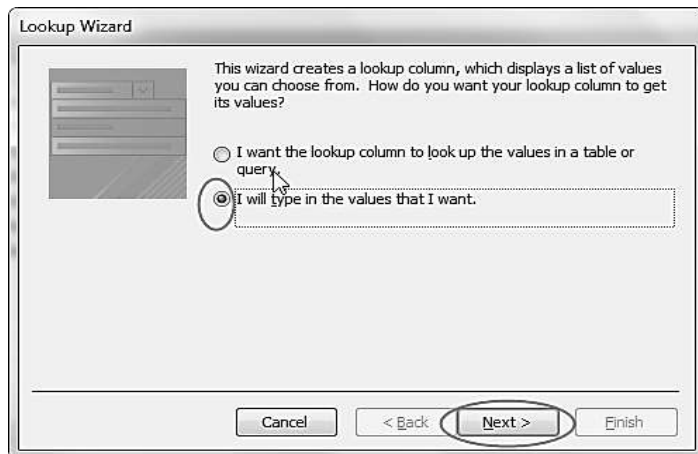 Lookup Wizard
This wizard creates a lookup column, which displays a list of values
you can choose from. How do you want your lookup column to get
its values?
I want the lookup column to look up the values in a table or
query.
I will type in the values that I want.
Cancel
< Back
Next >
Finish